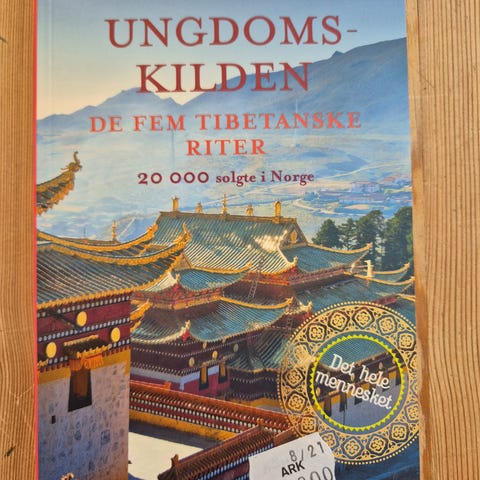 UNGDOMS-
KILDEN
DE FEM TIBETANSKE
RITER
20 000 solgte i Norge
Det hele
mennesket
8/21
ARK